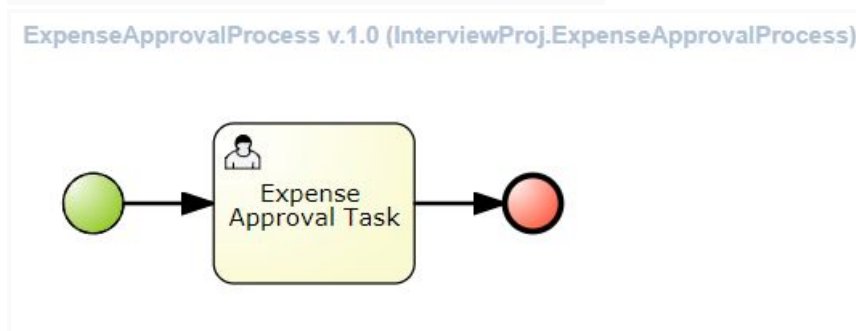 ExpenseApprovalProcess v.1.0 (InterviewProj.ExpenseApprovalProcess)
Expense
Approval Task